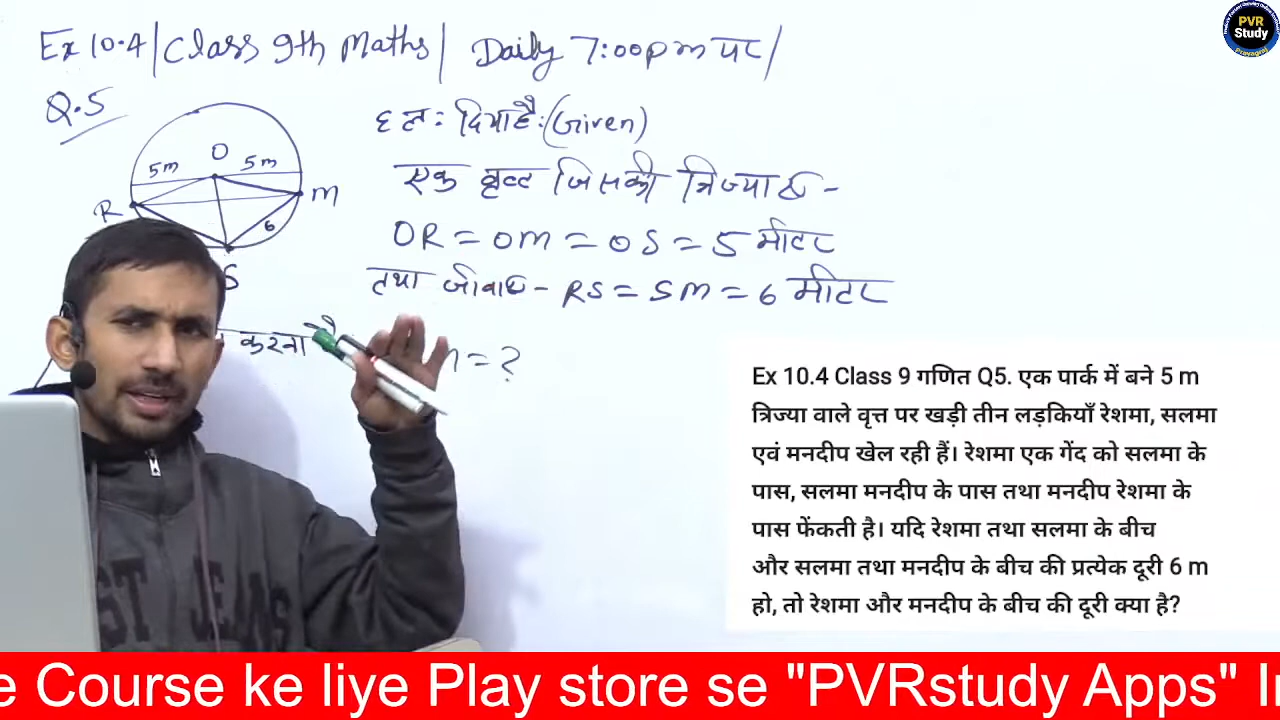 Ex 10.4 | Class 9th Maths | Daily 7:00pm पर |
PVR
Study
Prayagraj
Q.5
हल: दिया है: (Given)
एक वृत्त जिसकी त्रिज्याएँ -
5m O 5m
R M
6
S
OR = OM = OS = 5 मीटर
तथा जीवाएँ - RS = SM = 6 मीटर
करना है
= ?
Ex 10.4 Class 9 गणित Q5. एक पार्क में बने 5 m
त्रिज्या वाले वृत्त पर खड़ी तीन लड़कियाँ रेशमा, सलमा
एवं मनदीप खेल रही हैं। रेशमा एक गेंद को सलमा के
पास, सलमा मनदीप के पास तथा मनदीप रेशमा के
पास फेंकती है। यदि रेशमा तथा सलमा के बीच
और सलमा तथा मनदीप के बीच की प्रत्येक दूरी 6 m
हो, तो रेशमा और मनदीप के बीच की दूरी क्या है?
e Course ke liye Play store se "PVRstudy Apps" In